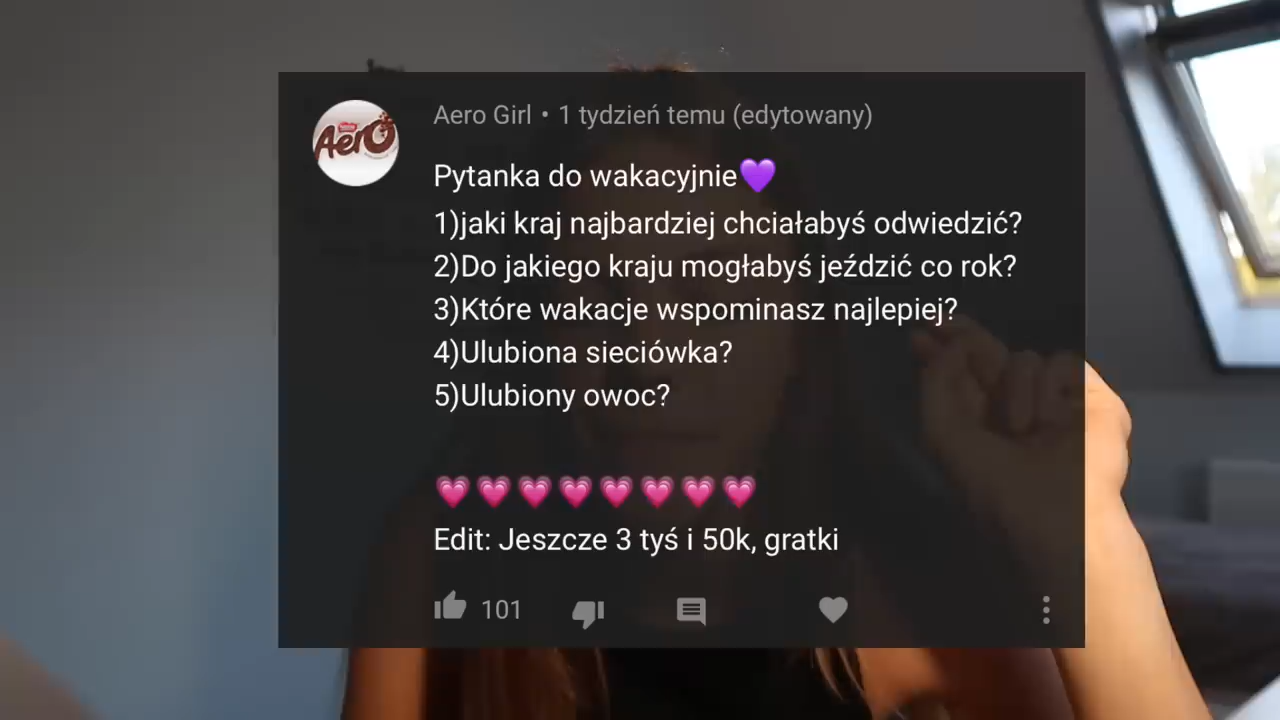 Aero
Aero Girl • 1 tydzień temu (edytowany)
Pytanka do wakacyjnie💜
1)jaki kraj najbardziej chciałabyś odwiedzić?
2)Do jakiego kraju mogłabyś jeździć co rok?
3)Które wakacje wspominasz najlepiej?
4)Ulubiona sieciówka?
5)Ulubiony owoc?
💗💗💗💗💗💗💗💗
Edit: Jeszcze 3 tyś i 50k, gratki
101